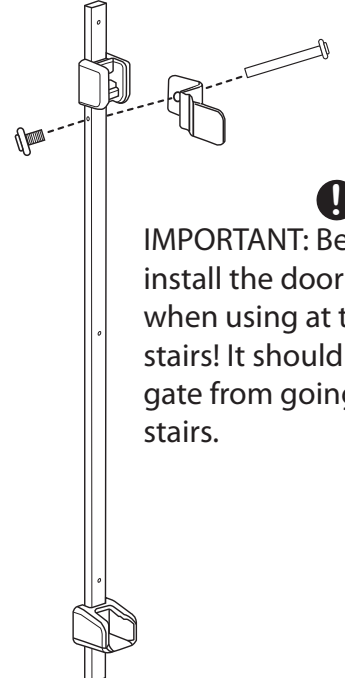 IMPORTANT: Be
install the door
when using at t
stairs! It should
gate from going
stairs.